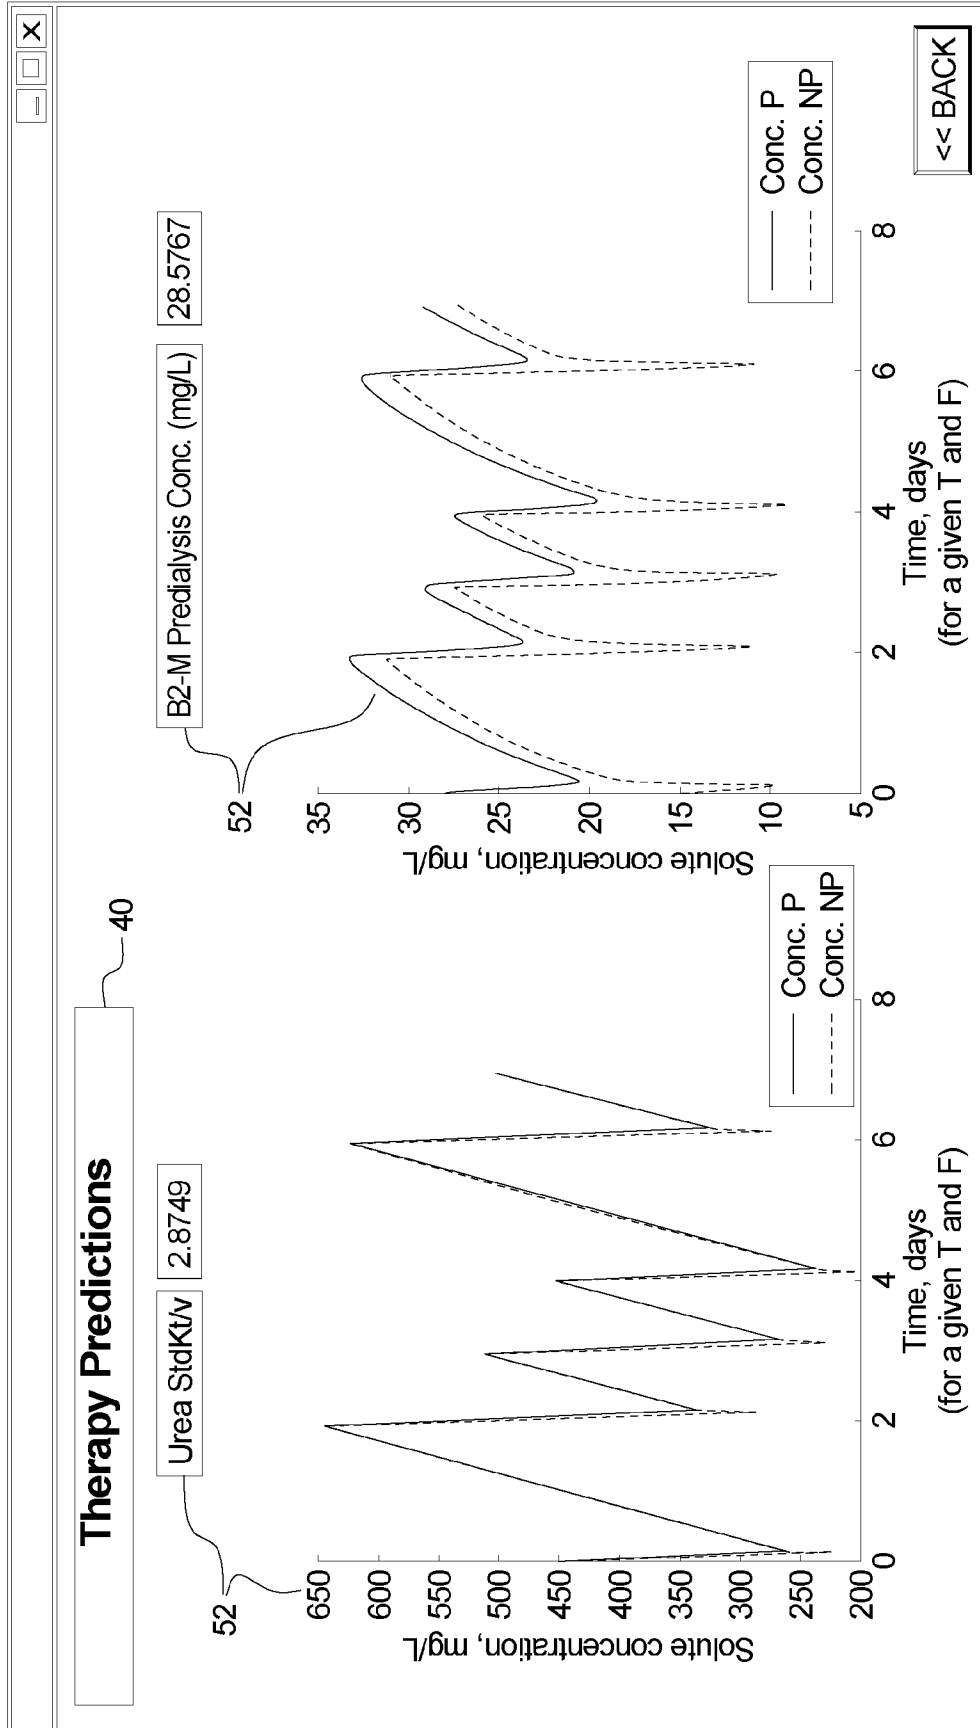 X
Therapy Predictions
40
Urea StdKt/v
2.8749
52
650
600
550
500
450
400
350
300
250
200
Solute concentration, mg/L
0
2
4
6
8
Time, days
(for a given T and F)
Conc. P
Conc. NP
B2-M Predialysis Conc. (mg/L)
28.5767
52
35
30
25
20
15
10
5
Solute concentration, mg/L
0
2
4
6
8
Time, days
(for a given T and F)
Conc. P
Conc. NP
<< BACK